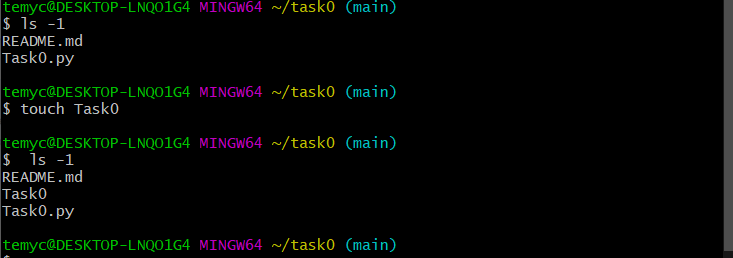 temyc@DESKTOP-LNQO1G4 MINGW64 ~/task0 (main)
$ ls -1
README.md
Task0.py
temyc@DESKTOP-LNQO1G4 MINGW64 ~/task0 (main)
$ touch Task0
temyc@DESKTOP-LNQO1G4 MINGW64 ~/task0 (main)
$  ls -1
README.md
Task0
Task0.py
temyc@DESKTOP-LNQO1G4 MINGW64 ~/task0 (main)